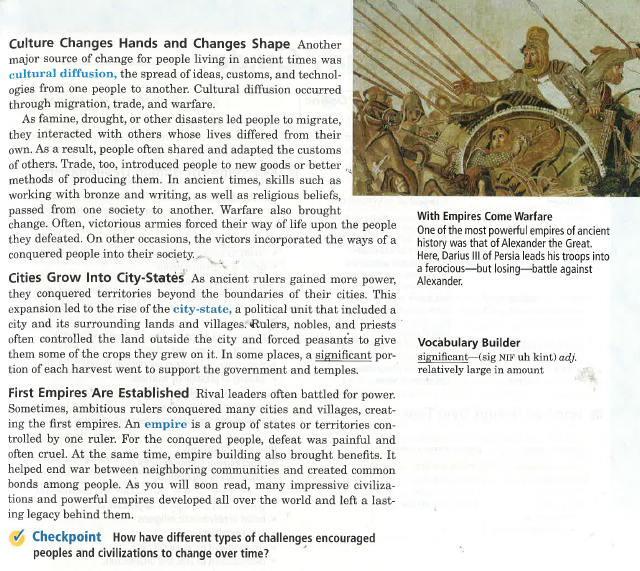 Culture Changes Hands and Changes Shape Another
major source of change for people living in ancient times was
cultural diffusion, the spread of ideas, customs, and technol-
ogies from one people to another. Cultural diffusion occurred
through migration, trade, and warfare.
As famine, drought, or other disasters led people to migrate,
they interacted with others whose lives differed from their
own. As a result, people often shared and adapted the customs
of others. Trade, too, introduced people to new goods or better
methods of producing them. In ancient times, skills such as
working with bronze and writing, as well as religious beliefs,
passed from one society to another. Warfare also brought
change. Often, victorious armies forced their way of life upon the people
they defeated. On other occasions, the victors incorporated the ways of a
conquered people into their society.
Cities Grow Into City-States As ancient rulers gained more power,
they conquered territories beyond the boundaries of their cities. This
expansion led to the rise of the city-state, a political unit that included a
city and its surrounding lands and villages. Rulers, nobles, and priests
often controlled the land outside the city and forced peasants to give
them some of the crops they grew on it. In some places, a significant por-
tion of each harvest went to support the government and temples.
First Empires Are Established Rival leaders often battled for power.
Sometimes, ambitious rulers conquered many cities and villages, creat-
ing the first empires. An empire is a group of states or territories con-
trolled by one ruler. For the conquered people, defeat was painful and
often cruel. At the same time, empire building also brought benefits. It
helped end war between neighboring communities and created common
bonds among people. As you will soon read, many impressive civiliza-
tions and powerful empires developed all over the world and left a last-
ing legacy behind them.
Checkpoint How have different types of challenges encouraged
peoples and civilizations to change over time?
With Empires Come Warfare
One of the most powerful empires of ancient
history was that of Alexander the Great.
Here, Darius III of Persia leads his troops into
a ferocious—but losing—battle against
Alexander.
Vocabulary Builder
significant—(sig NIF uh kint) adj.
relatively large in amount